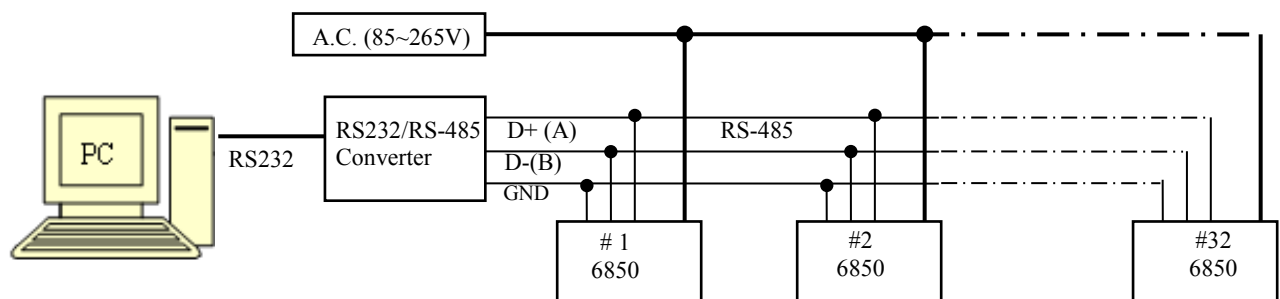 A.C. (85~265V)
PC
RS232
RS232/RS-485
Converter
D+ (A)
RS-485
D-(B)
GND
# 1
6850
#2
6850
#32
6850